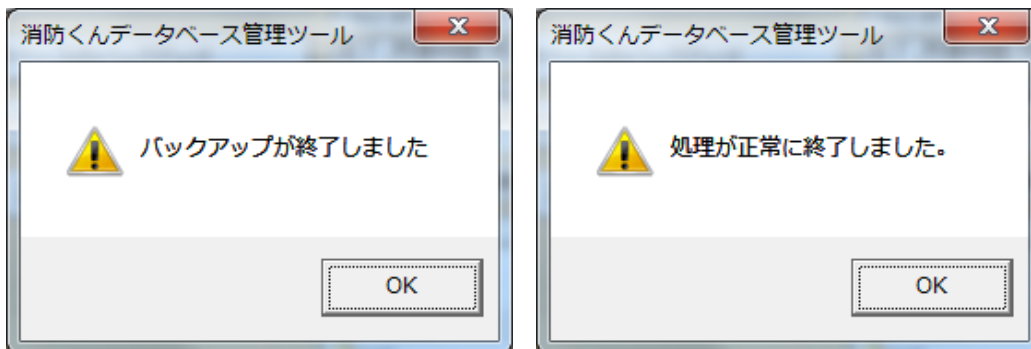 消防くんデータベース管理ツール
バックアップが終了しました
OK
消防くんデータベース管理ツール
処理が正常に終了しました。
OK